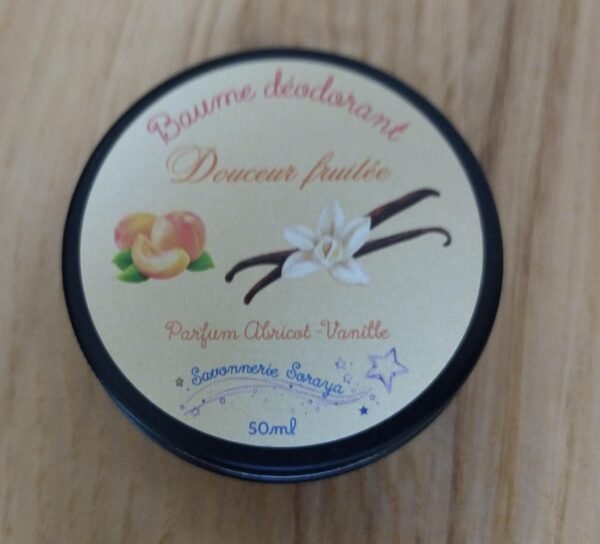 Baume déodorant
Douceur fruitée
Parfum Abricot-Vanille
Savonnerie Soraya
50ml